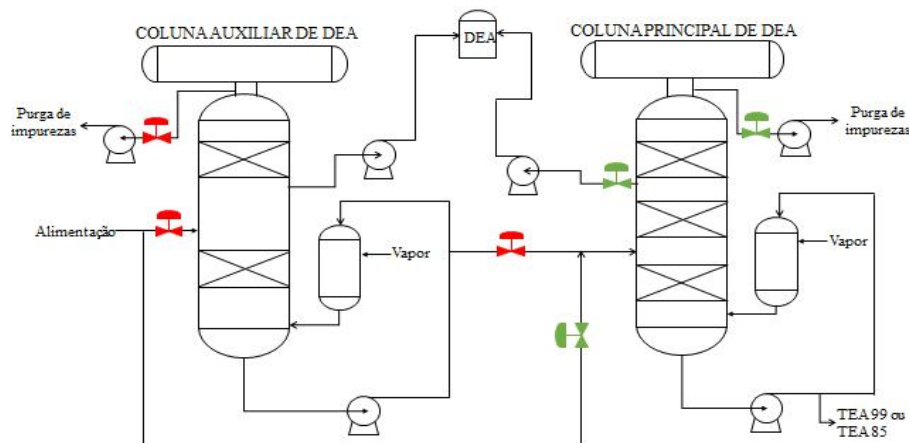 COLUNA AUXILIAR DE DEA
DEA
COLUNA PRINCIPAL DE DEA
Purga de
impurezas
Purga de
impurezas
Alimentação
Vapor
Vapor
TEA 99 ou
TEA 85